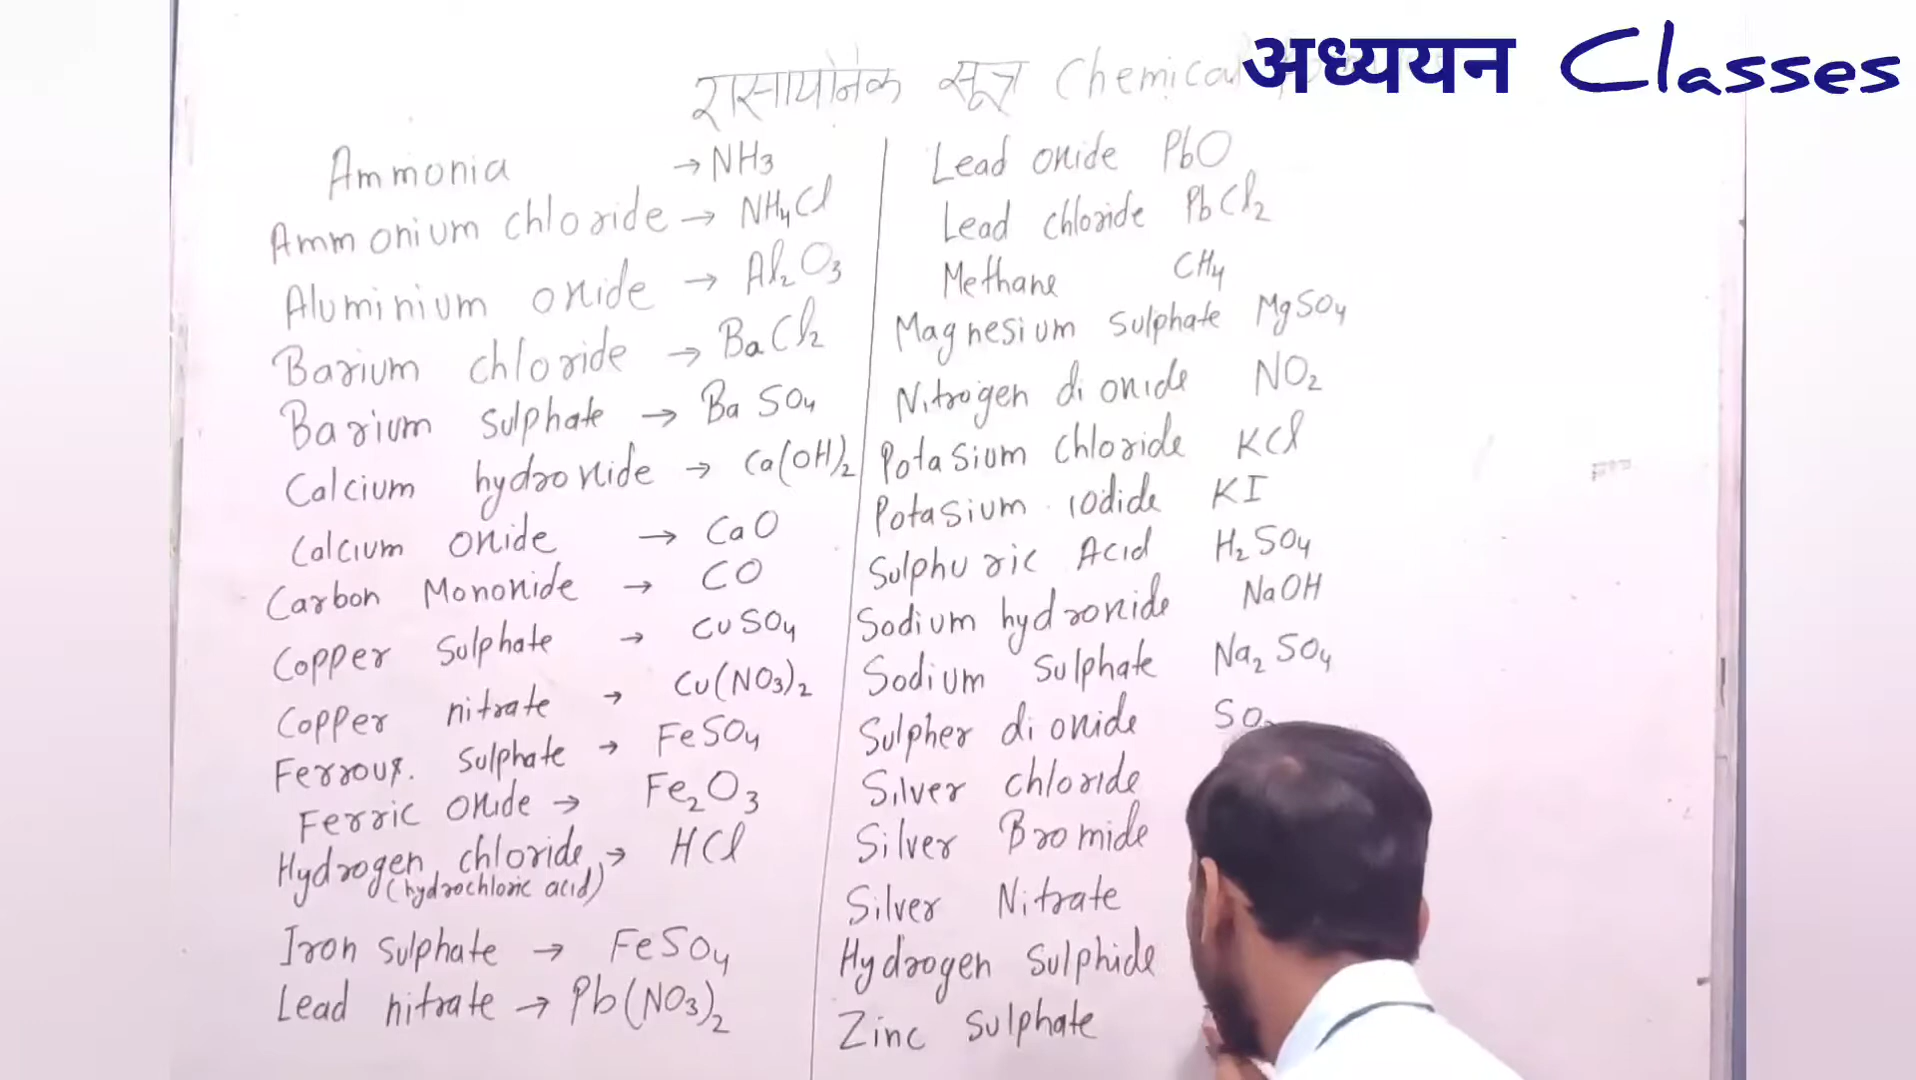 अध्ययन Classes
रासायनिक सूत्र Chemical
Ammonia → NH3
Ammonium chloride → NH4Cl
Aluminium oxide → Al2O3
Barium chloride → BaCl2
Barium sulphate → BaSO4
Calcium hydroxide → Ca(OH)2
Calcium oxide → CaO
Carbon Monoxide → CO
Copper sulphate → CuSO4
Copper nitrate → Cu(NO3)2
Ferrous. sulphate → FeSO4
Ferric oxide → Fe2O3
Hydrogen chloride → HCl
(hydrochloric acid)
Iron sulphate → FeSO4
Lead nitrate → Pb(NO3)2
Lead oxide PbO
Lead chloride PbCl2
Methane CH4
Magnesium sulphate MgSO4
Nitrogen di oxide NO2
Potasium chloride KCl
Potasium iodide KI
Sulphuric Acid H2SO4
Sodium hydroxide NaOH
Sodium sulphate Na2SO4
Sulpher di oxide SO2
Silver chloride
Silver Bromide
Silver Nitrate
Hydrogen Sulphide
Zinc sulphate